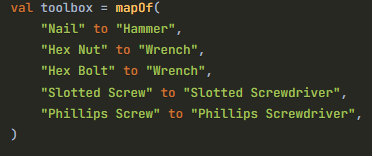 val toolbox = mapOf(
"Nail" to "Hammer",
"Hex Nut" to "Wrench",
"Hex Bolt" to "Wrench",
"Slotted Screw" to "Slotted Screwdriver",
"Phillips Screw" to "Phillips Screwdriver",
)